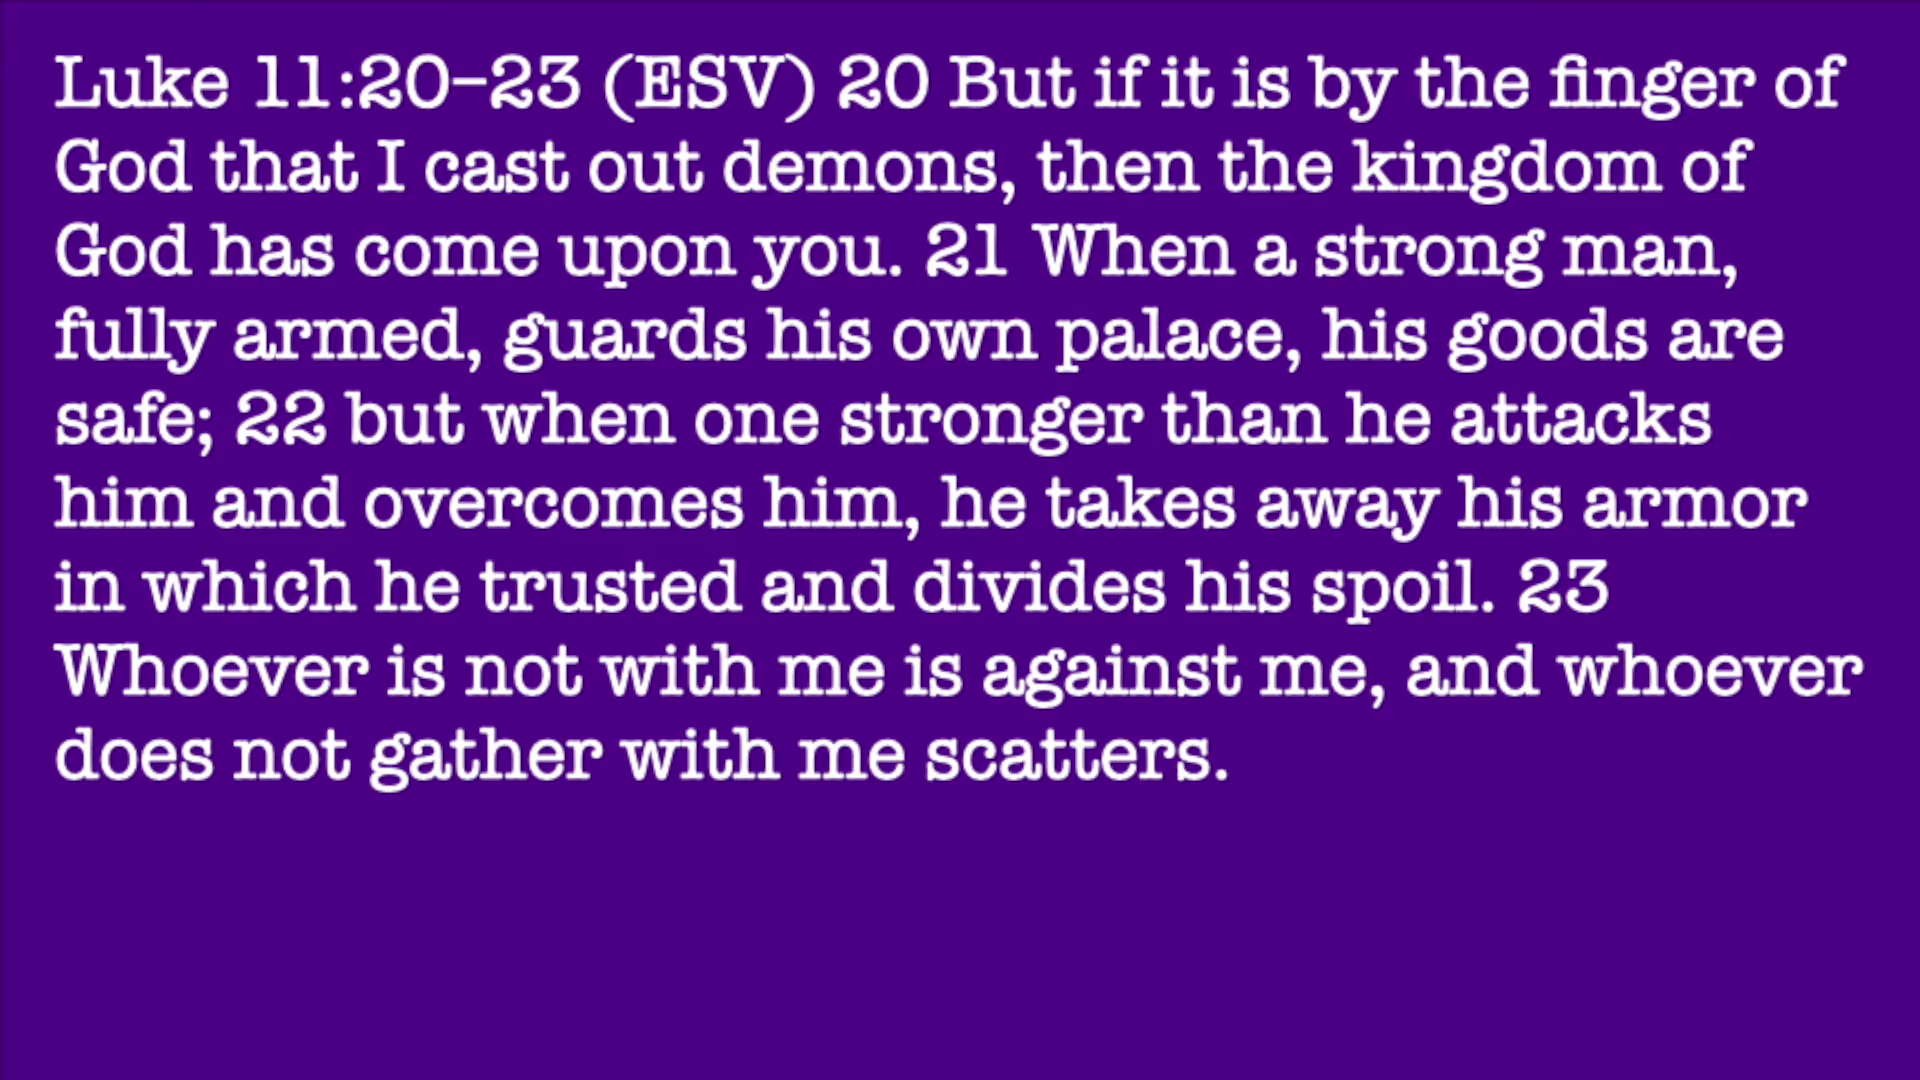 Luke 11:20–23 (ESV) 20 But if it is by the finger of
God that I cast out demons, then the kingdom of
God has come upon you. 21 When a strong man,
fully armed, guards his own palace, his goods are
safe; 22 but when one stronger than he attacks
him and overcomes him, he takes away his armor
in which he trusted and divides his spoil. 23
Whoever is not with me is against me, and whoever
does not gather with me scatters.